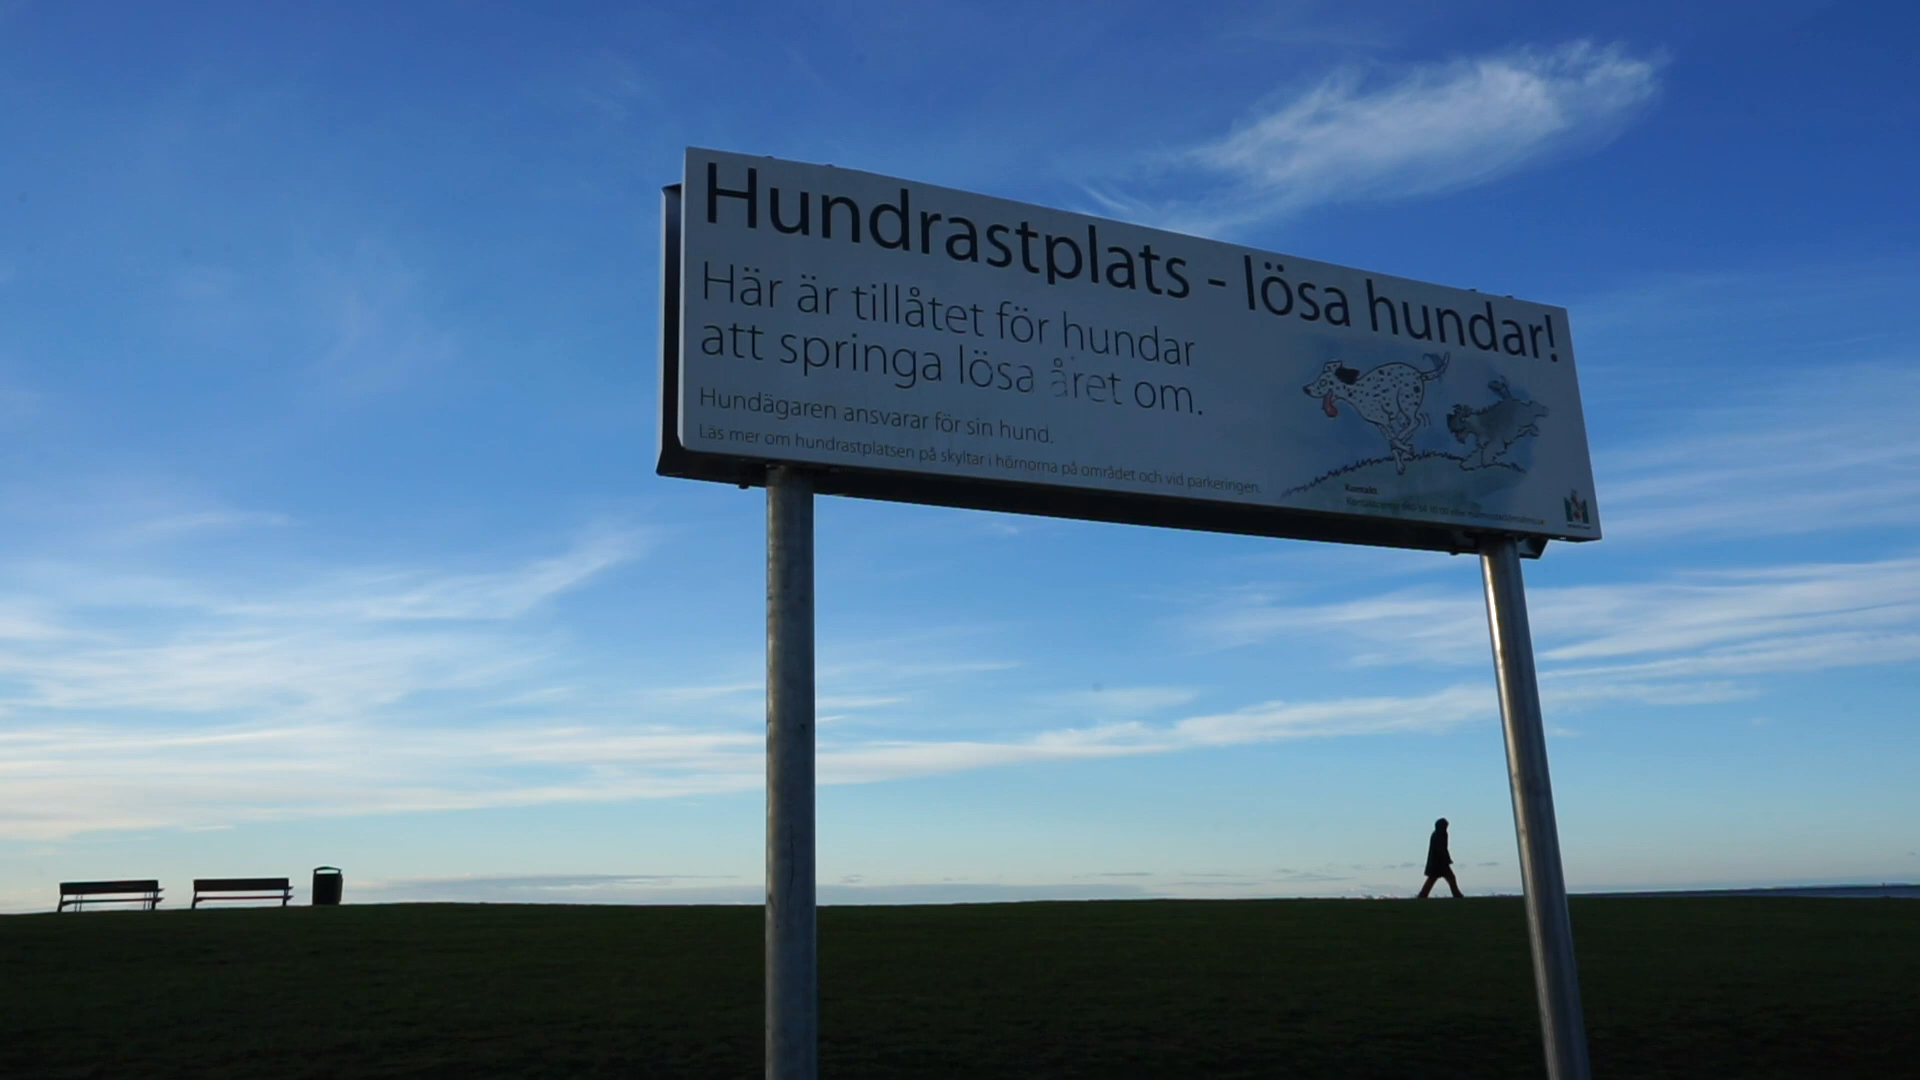 Hundrastplats - lösa hundar!
Här är tillåtet för hundar
att springa lösa året om.
Hundägaren ansvarar för sin hund.
Läs mer om hundrastplatsen på skyltar i hörnorna på området och vid parkeringen.
Kontakt